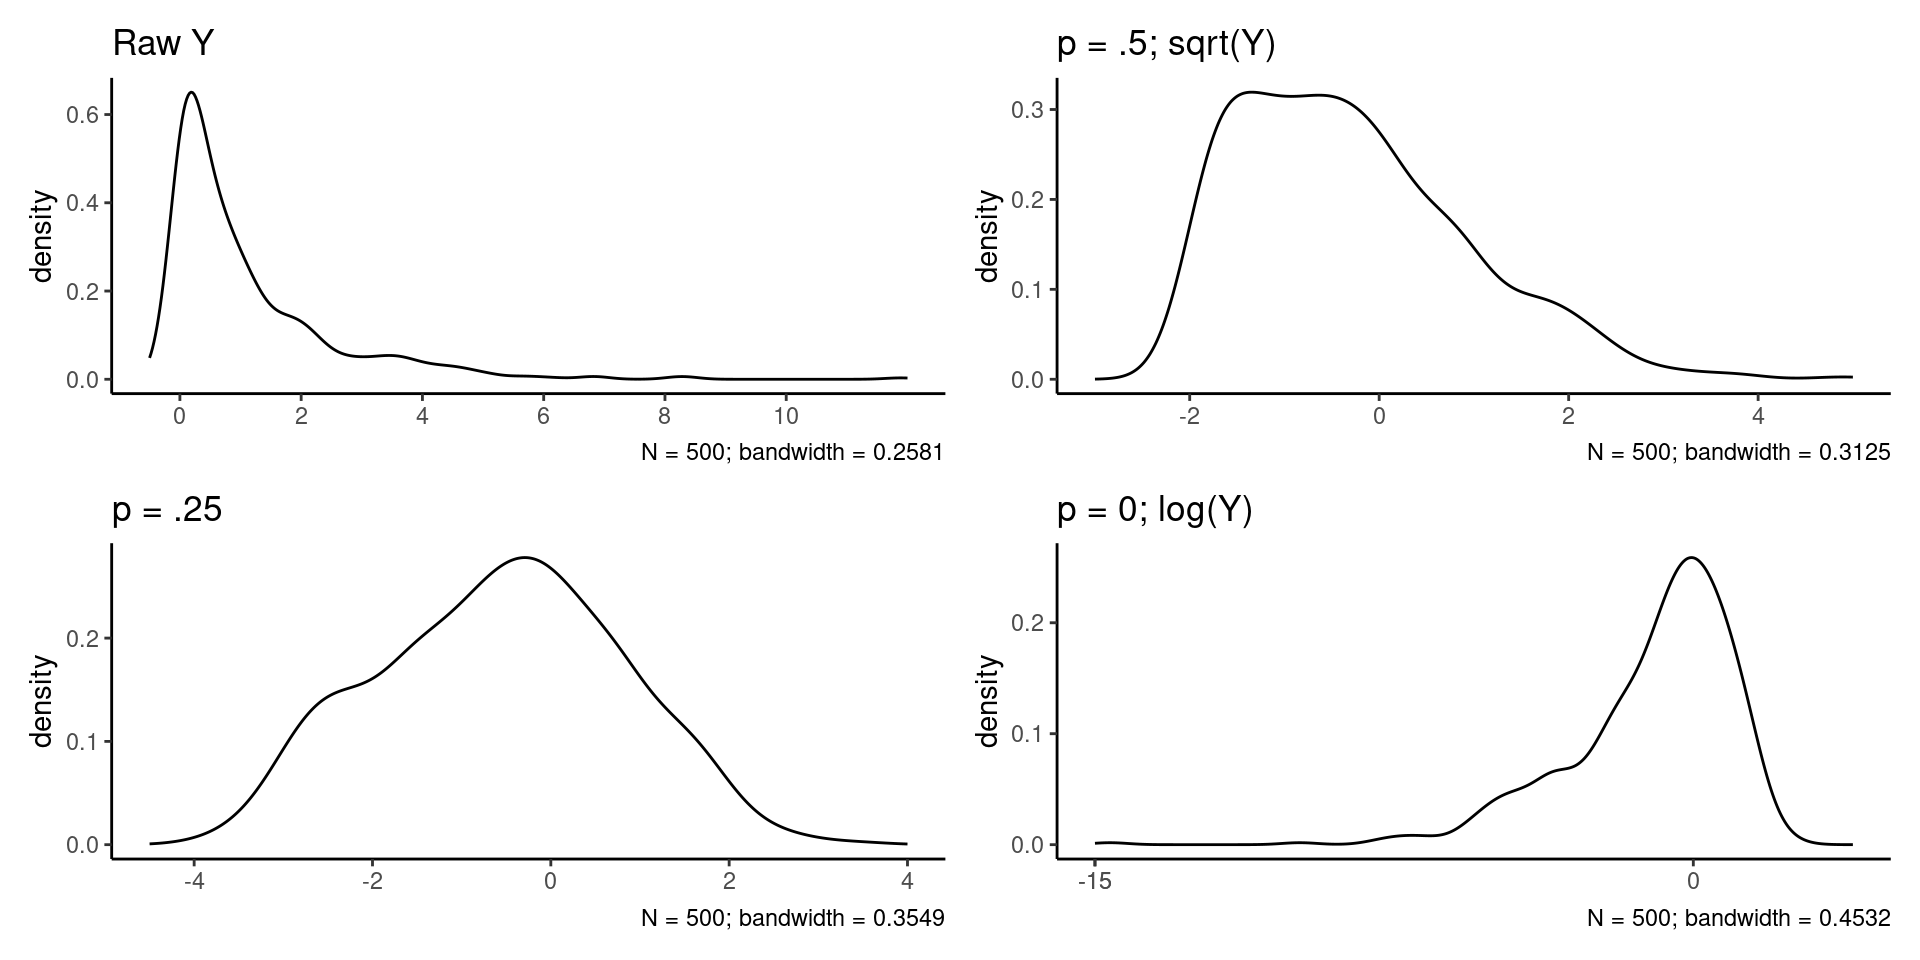 Raw Y
density
0.6
0.4
0.2
0.0
0 2 4 6 8 10
N = 500; bandwidth = 0.2581
p = .5; sqrt(Y)
density
0.3
0.2
0.1
0.0
-2 0 2 4
N = 500; bandwidth = 0.3125
p = .25
density
0.2
0.1
0.0
-4 -2 0 2 4
N = 500; bandwidth = 0.3549
p = 0; log(Y)
density
0.2
0.1
0.0
-15 0
N = 500; bandwidth = 0.4532